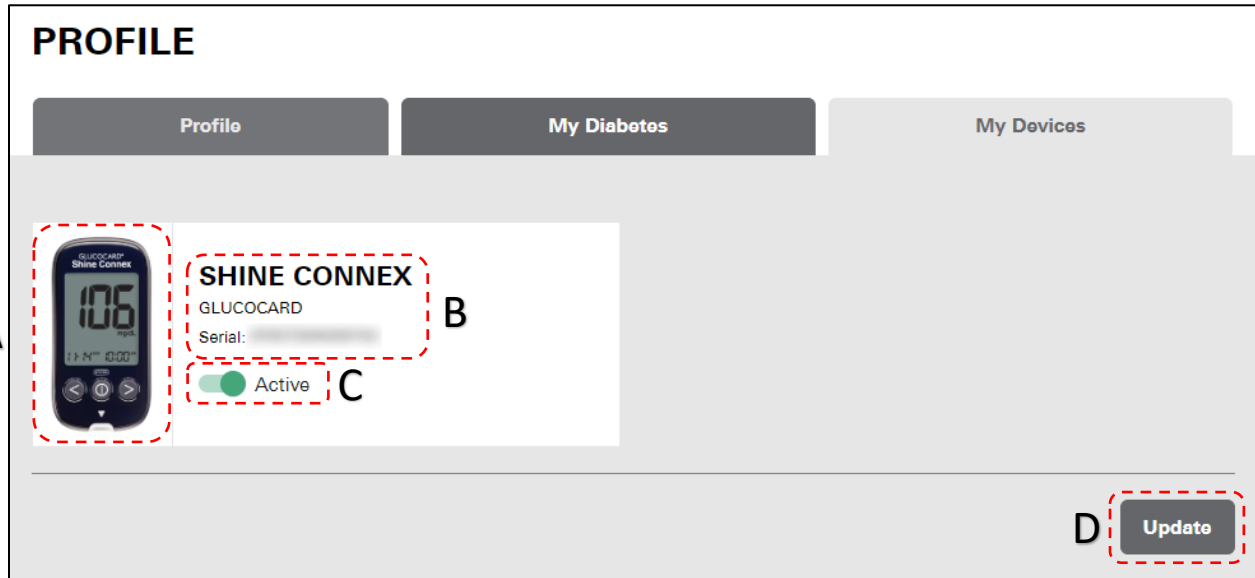 PROFILE
Profile
My Diabetes
My Devices
GLUCOCARD®
Shine Connex
106
mg/dL
SHINE CONNEX
GLUCOCARD
Serial:
B
Active
C
D
Update